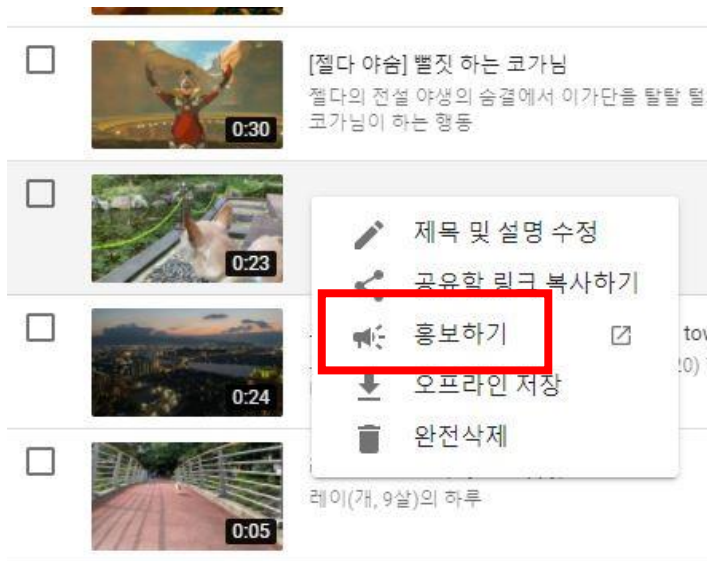 0:30
[젤다 야숨] 뻘짓 하는 코가님
젤다의 전설 야생의 숨결에서 이가단을 탈탈 털
코가님이 하는 행동
0:23
제목 및 설명 수정
공유할 링크 복사하기
홍보하기
오프라인 저장
완전삭제
0:24
tow
20)
0:05
레이(개, 9살)의 하루